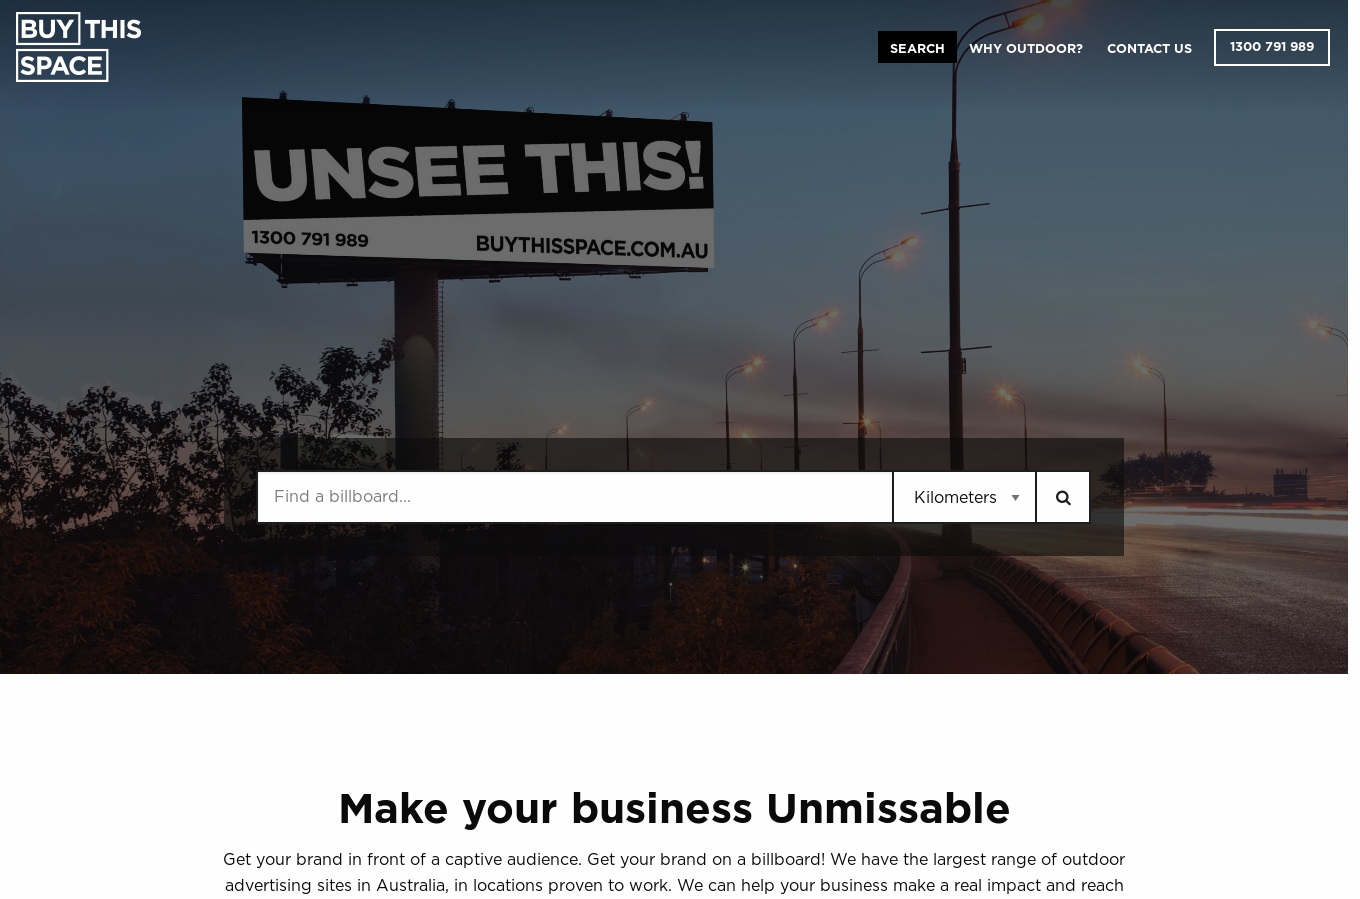 BUY THIS
SPACE
SEARCH
WHY OUTDOOR?
CONTACT US
1300 791 989
UNSEE THIS!
1300 791 989
BUYTHISSPACE.COM.AU
Find a billboard...
Kilometers
Make your business Unmissable
Get your brand in front of a captive audience. Get your brand on a billboard! We have the largest range of outdoor
advertising sites in Australia, in locations proven to work. We can help your business make a real impact and reach